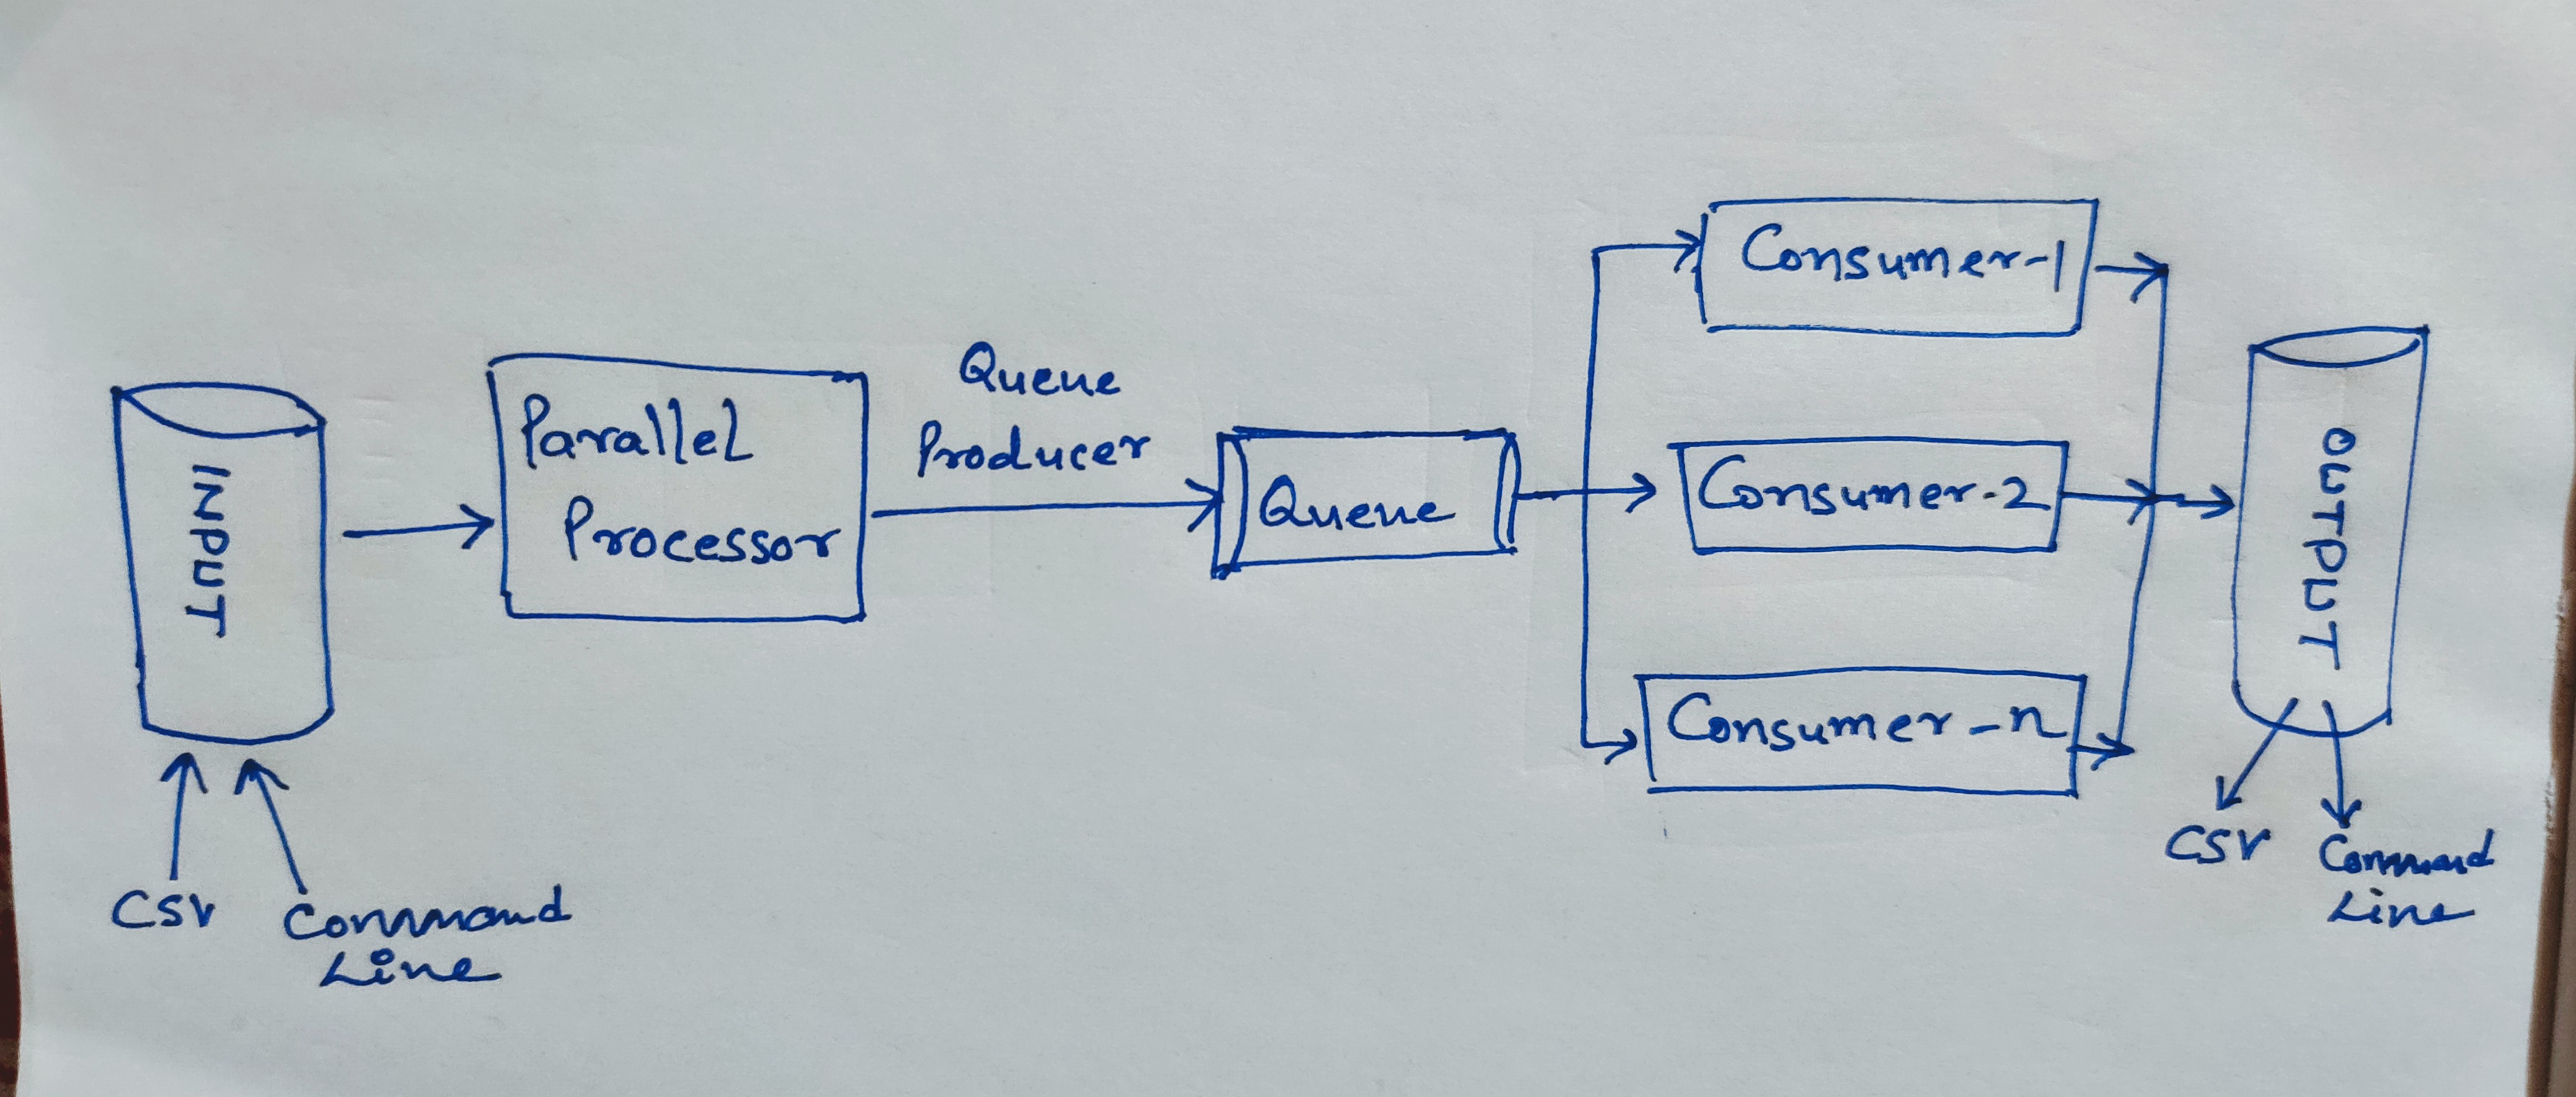 INPUT
CSV
Command
Line
Parallel
Processor
Queue
Producer
Queue
Consumer-1
Consumer-2
Consumer-n
OUTPUT
CSV
Command
Line